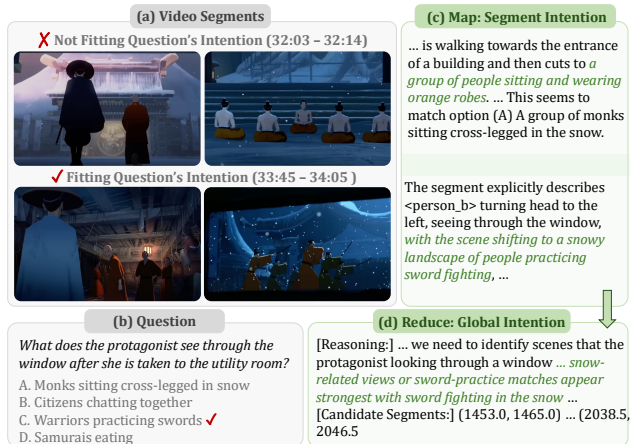 (a) Video Segments
✗ Not Fitting Question's Intention (32:03 – 32:14)
✓ Fitting Question's Intention (33:45 – 34:05 )
(b) Question
What does the protagonist see through the
window after she is taken to the utility room?
A. Monks sitting cross-legged in snow
B. Citizens chatting together
C. Warriors practicing swords ✓
D. Samurais eating
(c) Map: Segment Intention
... is walking towards the entrance
of a building and then cuts to a
group of people sitting and wearing
orange robes. ... This seems to
match option (A) A group of monks
sitting cross-legged in the snow.
The segment explicitly describes
<person_b> turning head to the
left, seeing through the window,
with the scene shifting to a snowy
landscape of people practicing
sword fighting, ...
(d) Reduce: Global Intention
[Reasoning:] ... we need to identify scenes that the
protagonist looking through a window ... snow-
related views or sword-practice matches appear
strongest with sword fighting in the snow ...
[Candidate Segments:] (1453.0, 1465.0) ... (2038.5,
2046.5